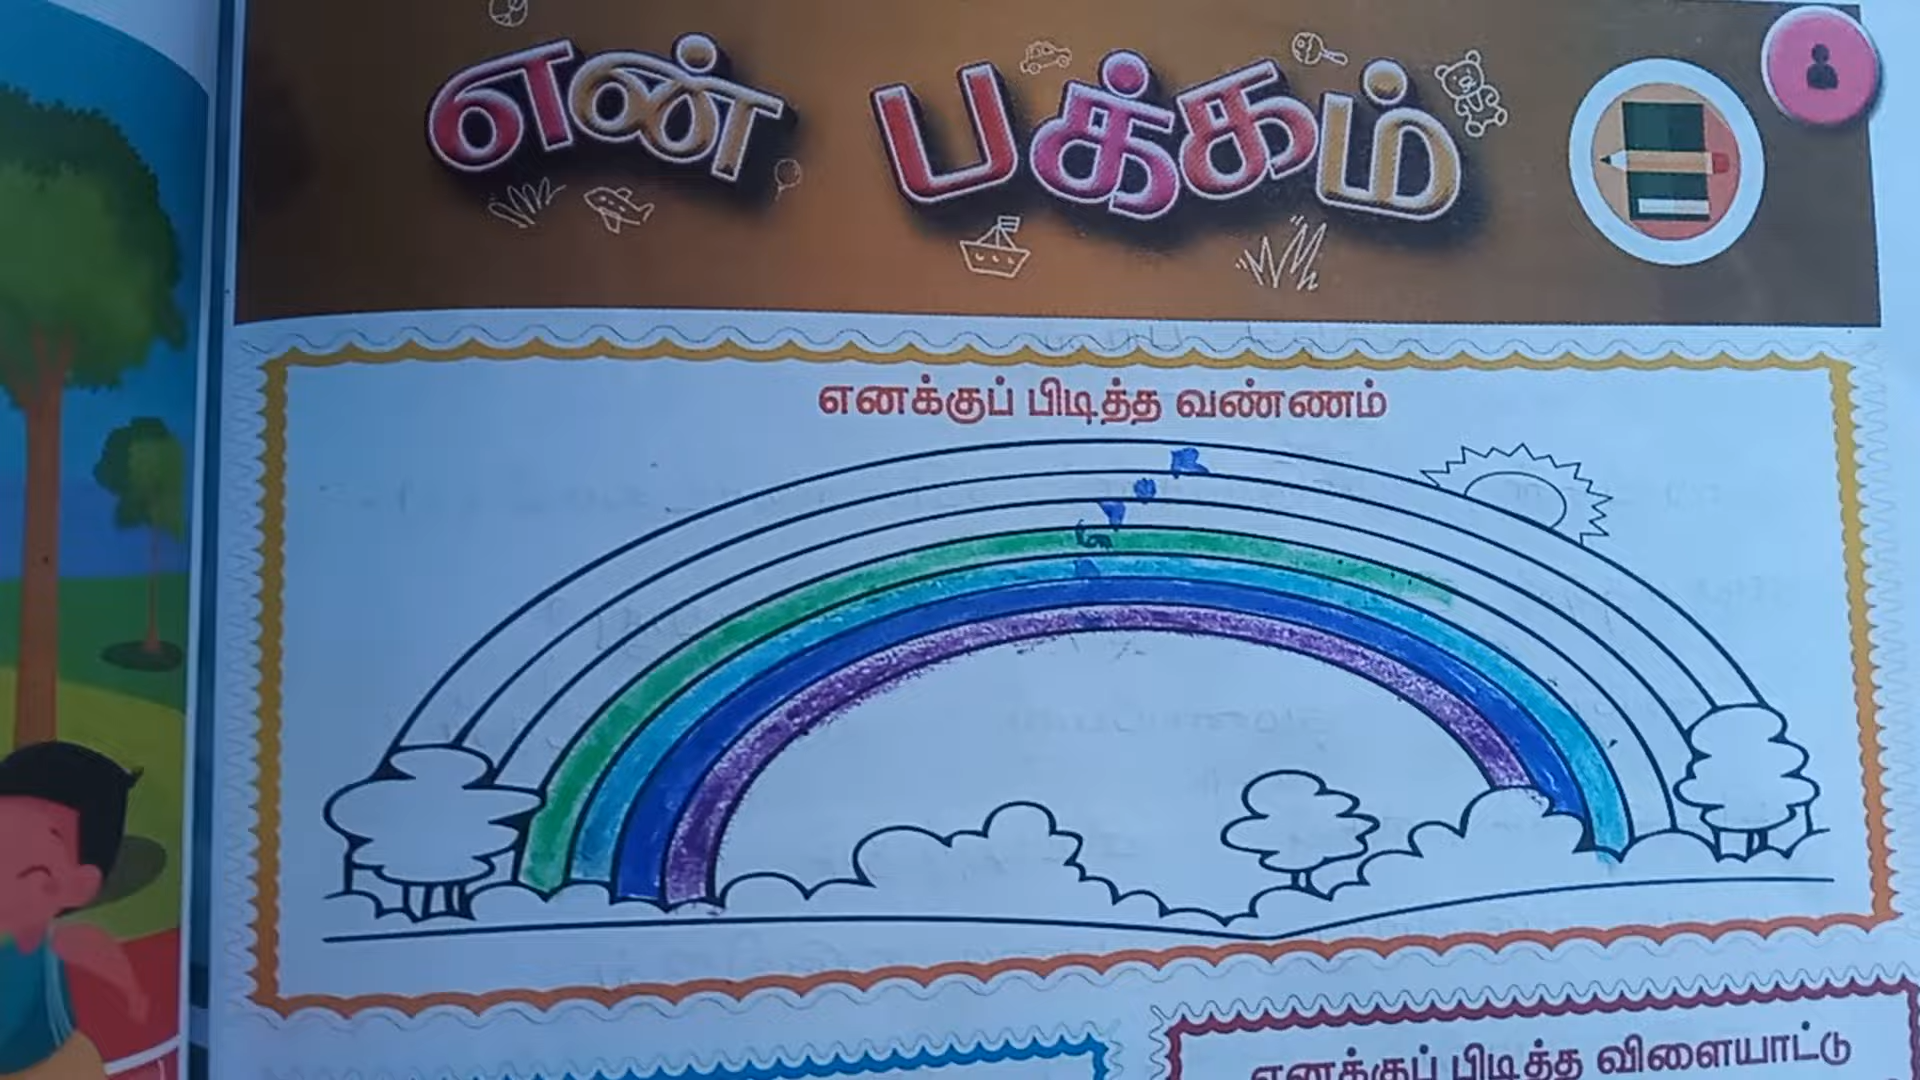 என் பக்கம்
எனக்குப் பிடித்த வண்ணம்
எனக்குப் பிடித்த விளையாட்டு